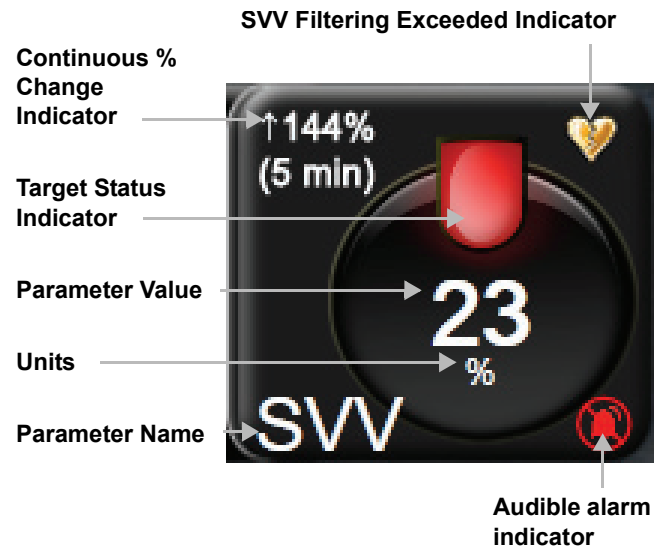 SVV Filtering Exceeded Indicator
Continuous %
Change
Indicator
↑144%
(5 min)
Target Status
Indicator
Parameter Value
23
Units
%
Parameter Name
SVV
Audible alarm
indicator